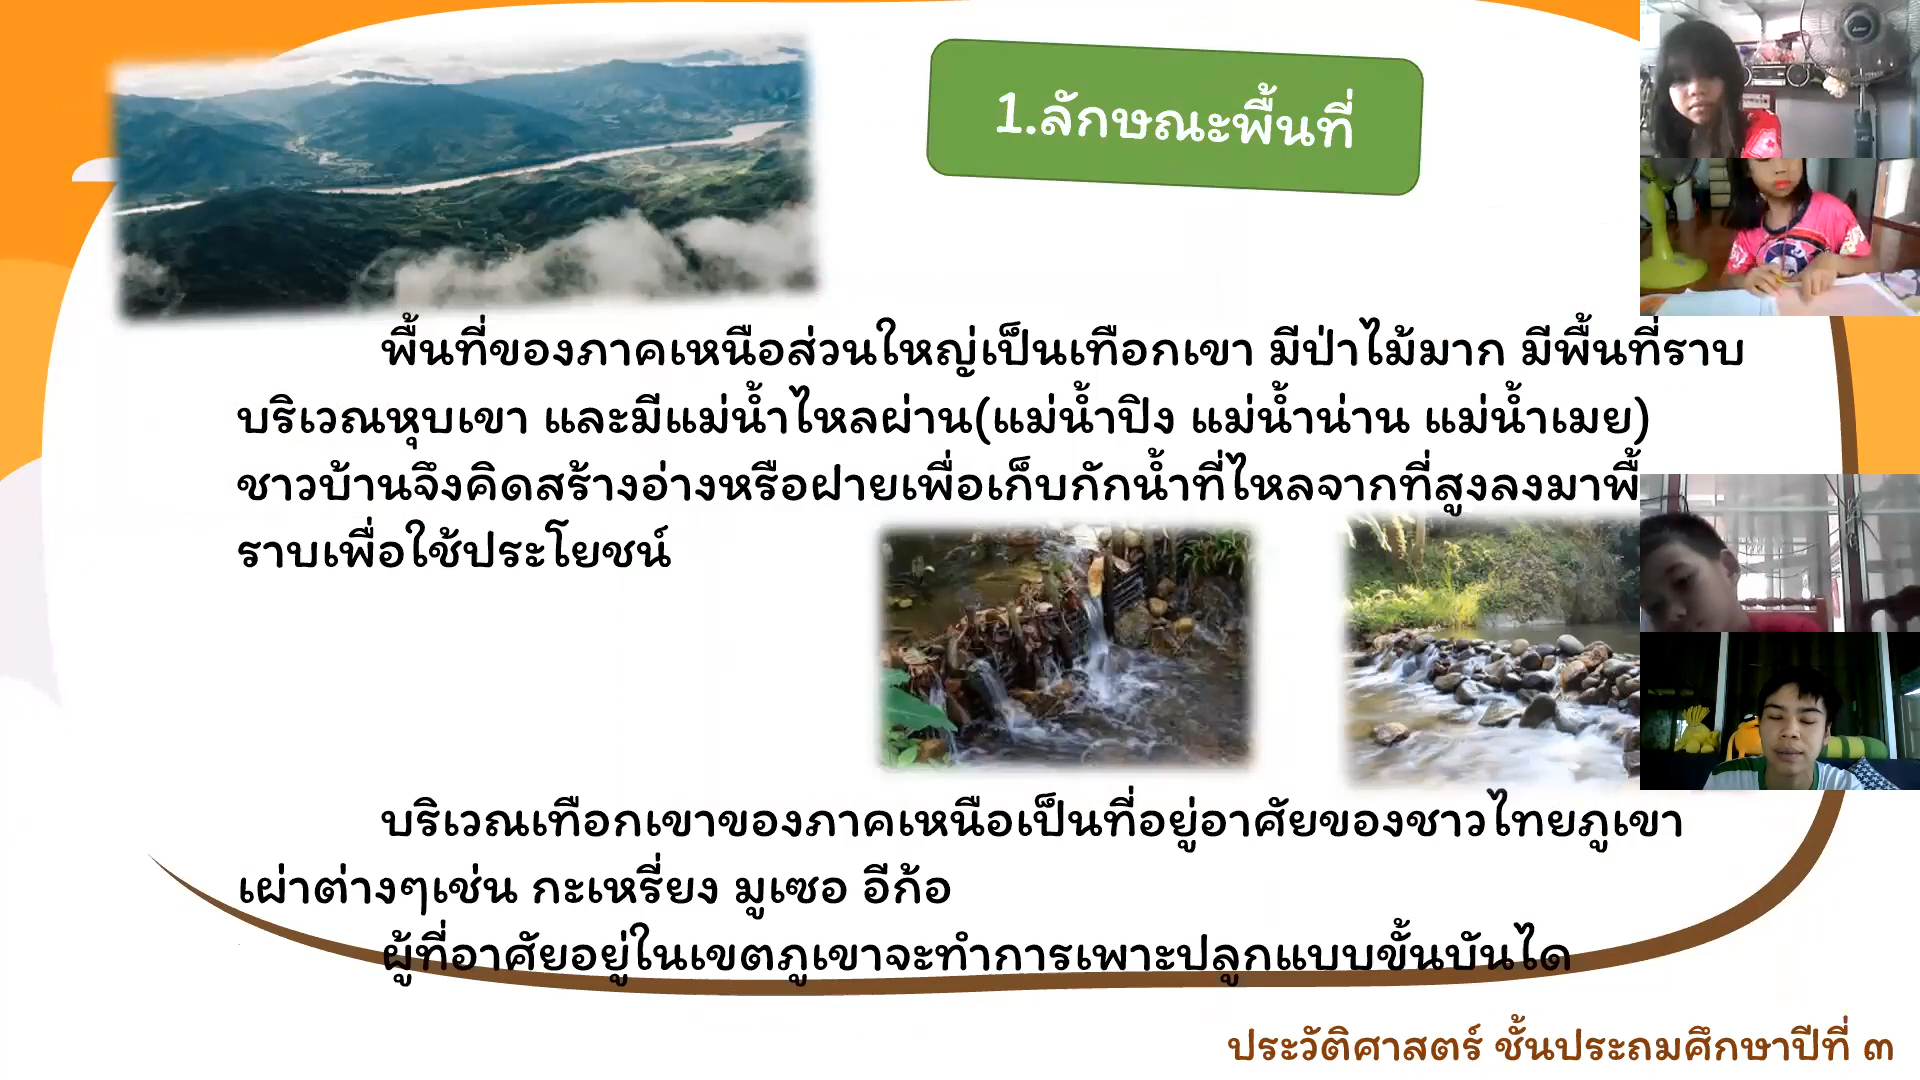 1.ลักษณะพื้นที่
พื้นที่ของภาคเหนือส่วนใหญ่เป็นเทือกเขา มีป่าไม้มาก มีพื้นที่ราบ
บริเวณหุบเขา และมีแม่น้ำไหลผ่าน(แม่น้ำปิง แม่น้ำน่าน แม่น้ำเมย)
ชาวบ้านจึงคิดสร้างอ่างหรือฝายเพื่อเก็บกักน้ำที่ไหลจากที่สูงลงมาพื้
ราบเพื่อใช้ประโยชน์
บริเวณเทือกเขาของภาคเหนือเป็นที่อยู่อาศัยของชาวไทยภูเขา
เผ่าต่างๆเช่น กะเหรี่ยง มูเซอ อีก้อ
ผู้ที่อาศัยอยู่ในเขตภูเขาจะทำการเพาะปลูกแบบขั้นบันได
ประวัติศาสตร์ ชั้นประถมศึกษาปีที่ ๓